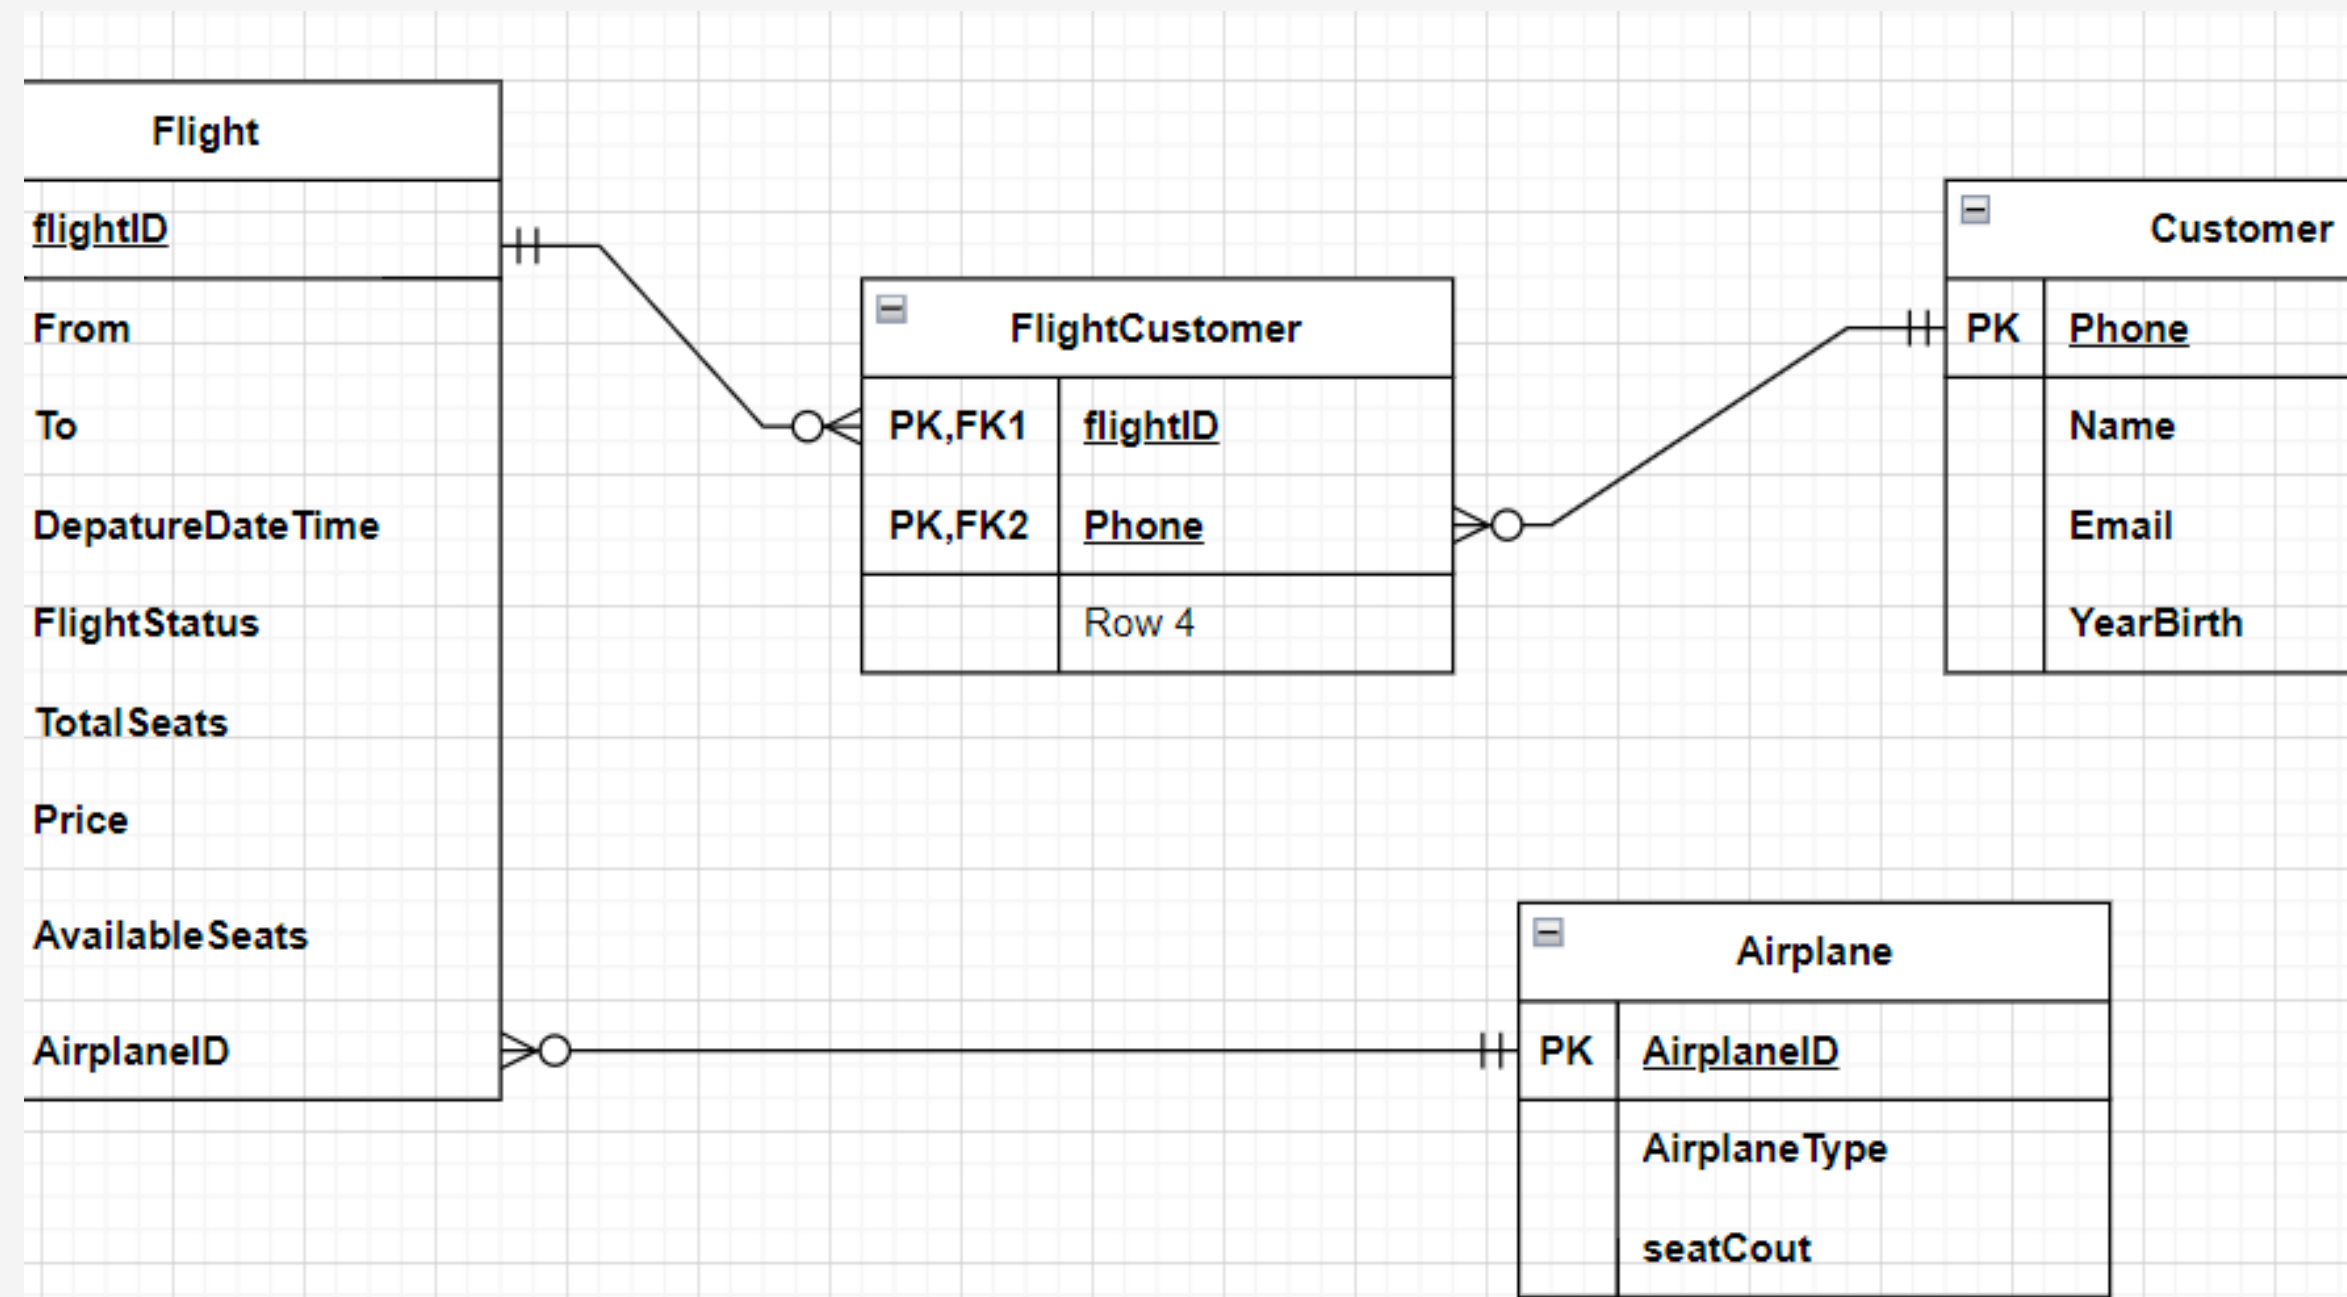 Flight
flightID
From
To
DepatureDateTime
FlightStatus
TotalSeats
Price
AvailableSeats
AirplaneID
FlightCustomer
PK,FK1 flightID
PK,FK2 Phone
Row 4
Customer
PK Phone
Name
Email
YearBirth
Airplane
PK AirplaneID
AirplaneType
seatCout